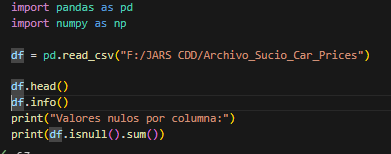 import pandas as pd
import numpy as np
df = pd.read_csv("F:/JARS CDD/Archivo_Sucio_Car_Prices")
df.head()
df.info()
print("Valores nulos por columna:")
print(df.isnull().sum())